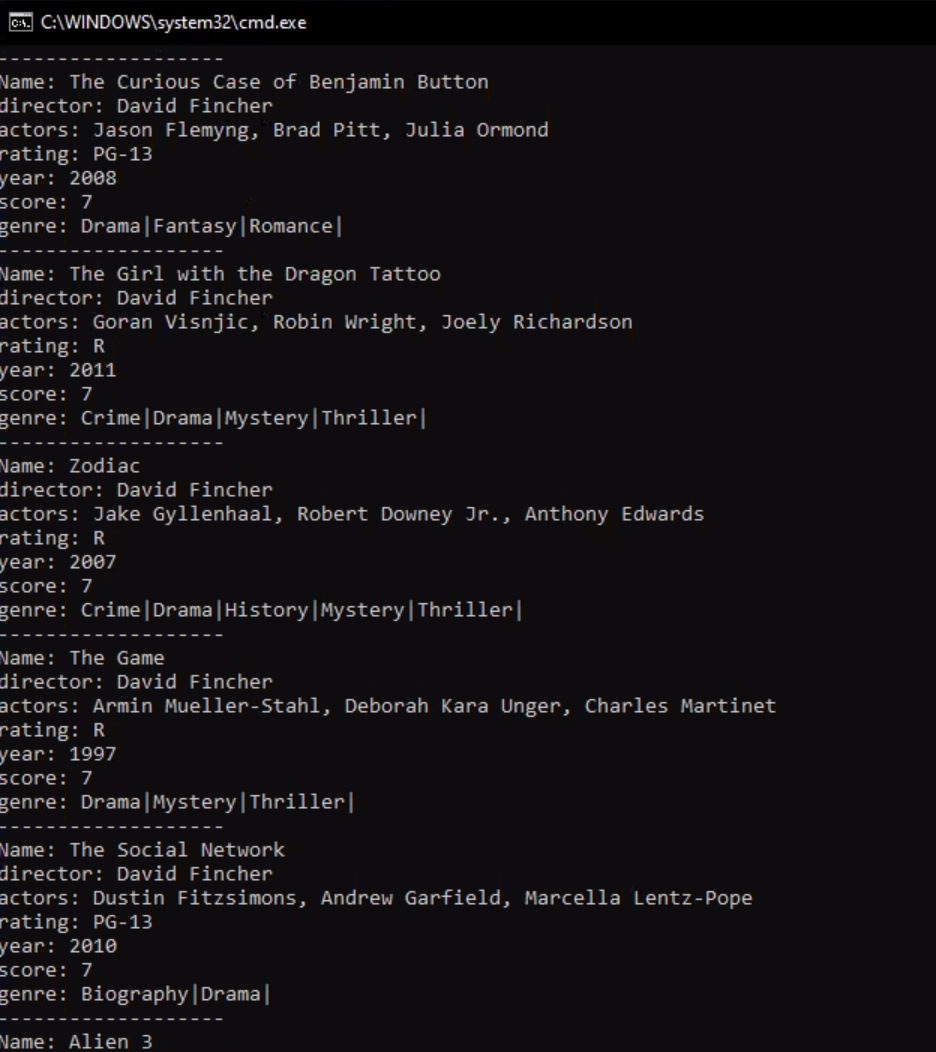 C:\WINDOWS\system32\cmd.exe
-------------------
Name: The Curious Case of Benjamin Button
director: David Fincher
actors: Jason Flemyng, Brad Pitt, Julia Ormond
rating: PG-13
year: 2008
score: 7
genre: Drama|Fantasy|Romance|
-------------------
Name: The Girl with the Dragon Tattoo
director: David Fincher
actors: Goran Visnjic, Robin Wright, Joely Richardson
rating: R
year: 2011
score: 7
genre: Crime|Drama|Mystery|Thriller|
-------------------
Name: Zodiac
director: David Fincher
actors: Jake Gyllenhaal, Robert Downey Jr., Anthony Edwards
rating: R
year: 2007
score: 7
genre: Crime|Drama|History|Mystery|Thriller|
-------------------
Name: The Game
director: David Fincher
actors: Armin Mueller-Stahl, Deborah Kara Unger, Charles Martinet
rating: R
year: 1997
score: 7
genre: Drama|Mystery|Thriller|
-------------------
Name: The Social Network
director: David Fincher
actors: Dustin Fitzsimons, Andrew Garfield, Marcella Lentz-Pope
rating: PG-13
year: 2010
score: 7
genre: Biography|Drama|
-------------------
Name: Alien 3